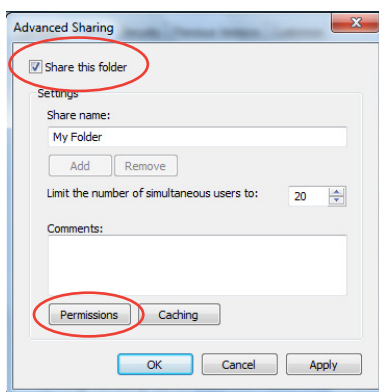 Advanced Sharing
Share this folder
Settings
Share name:
My Folder
Add Remove
Limit the number of simultaneous users to: 20
Comments:
Permissions Caching
OK Cancel Apply